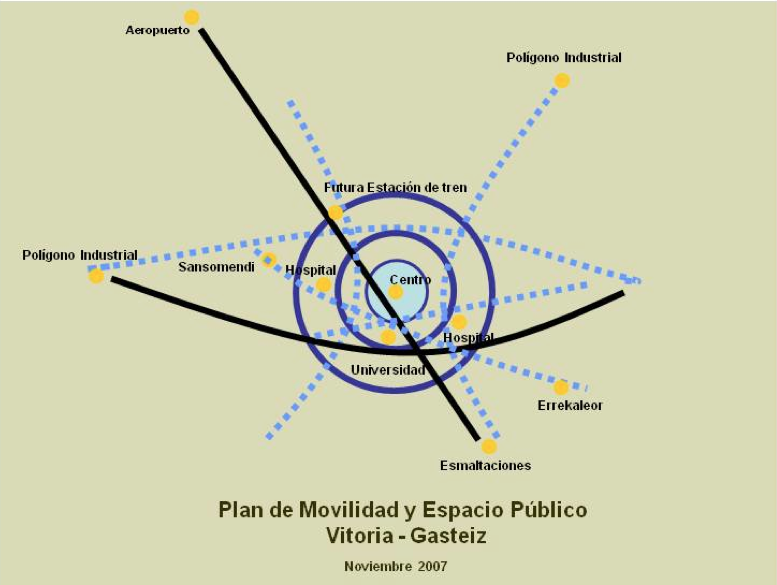 Aeropuerto
Polígono Industrial
Futura Estación de tren
Polígono Industrial
Sansomendi
Hospital
Centro
Hospital
Universidad
Errekaleor
Esmaltaciones
Plan de Movilidad y Espacio Público
Vitoria - Gasteiz
Noviembre 2007